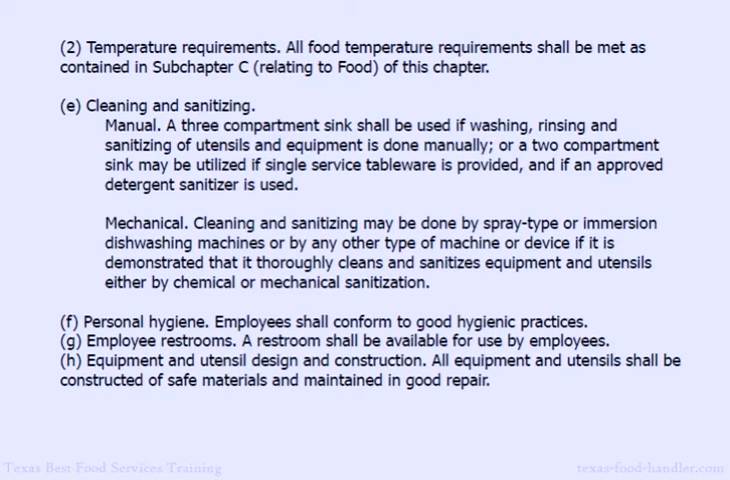 (2) Temperature requirements. All food temperature requirements shall be met as
contained in Subchapter C (relating to Food) of this chapter.
(e) Cleaning and sanitizing.
Manual. A three compartment sink shall be used if washing, rinsing and
sanitizing of utensils and equipment is done manually; or a two compartment
sink may be utilized if single service tableware is provided, and if an approved
detergent sanitizer is used.
Mechanical. Cleaning and sanitizing may be done by spray-type or immersion
dishwashing machines or by any other type of machine or device if it is
demonstrated that it thoroughly cleans and sanitizes equipment and utensils
either by chemical or mechanical sanitization.
(f) Personal hygiene. Employees shall conform to good hygienic practices.
(g) Employee restrooms. A restroom shall be available for use by employees.
(h) Equipment and utensil design and construction. All equipment and utensils shall be
constructed of safe materials and maintained in good repair.
Texas Best Food Services Training
texas-food-handler.com